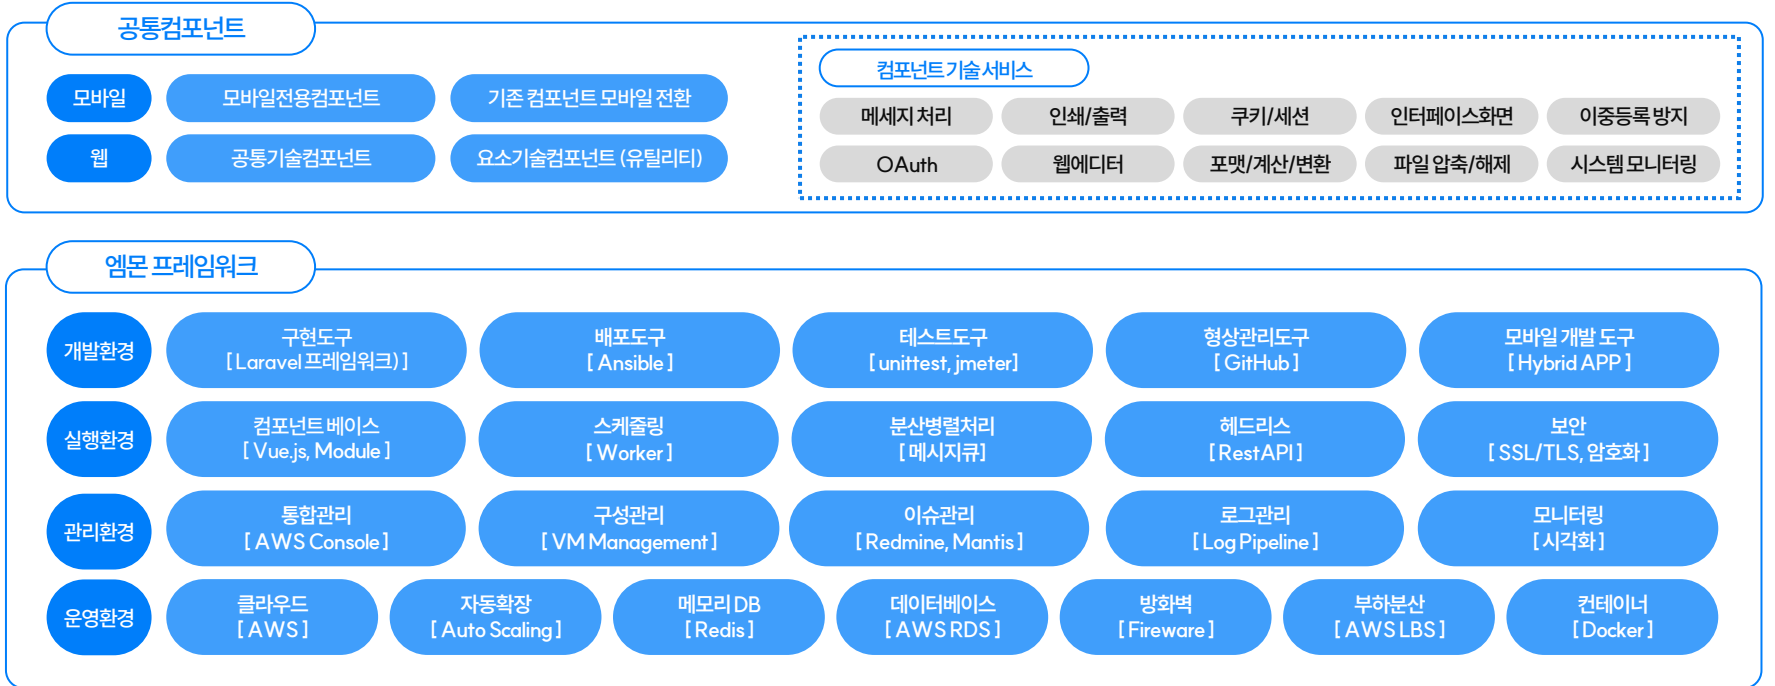 공통컴포넌트
모바일
모바일전용컴포넌트
기존 컴포넌트 모바일 전환
웹
공통기술컴포넌트
요소기술컴포넌트 (유틸리티)
컴포넌트 기술 서비스
메세지 처리
인쇄/출력
쿠키/세션
인터페이스화면
이중등록 방지
OAuth
웹에디터
포맷/계산/변환
파일 압축/해제
시스템 모니터링
엠몬 프레임워크
개발환경
구현도구
[ Laravel 프레임워크) ]
배포도구
[ Ansible ]
테스트도구
[ unittest, jmeter]
형상관리도구
[ GitHub ]
모바일 개발 도구
[ Hybrid APP ]
실행환경
컴포넌트 베이스
[ Vue.js, Module ]
스케줄링
[ Worker ]
분산병렬처리
[ 메시지큐]
헤드리스
[ RestAPI ]
보안
[ SSL/TLS, 암호화 ]
관리환경
통합관리
[ AWS Console ]
구성관리
[ VM Management ]
이슈관리
[ Redmine, Mantis ]
로그관리
[ Log Pipeline ]
모니터링
[ 시각화 ]
운영환경
클라우드
[ AWS ]
자동확장
[ Auto Scaling ]
메모리 DB
[ Redis ]
데이터베이스
[ AWS RDS ]
방화벽
[ Fireware ]
부하분산
[ AWS LBS ]
컨테이너
[ Docker ]